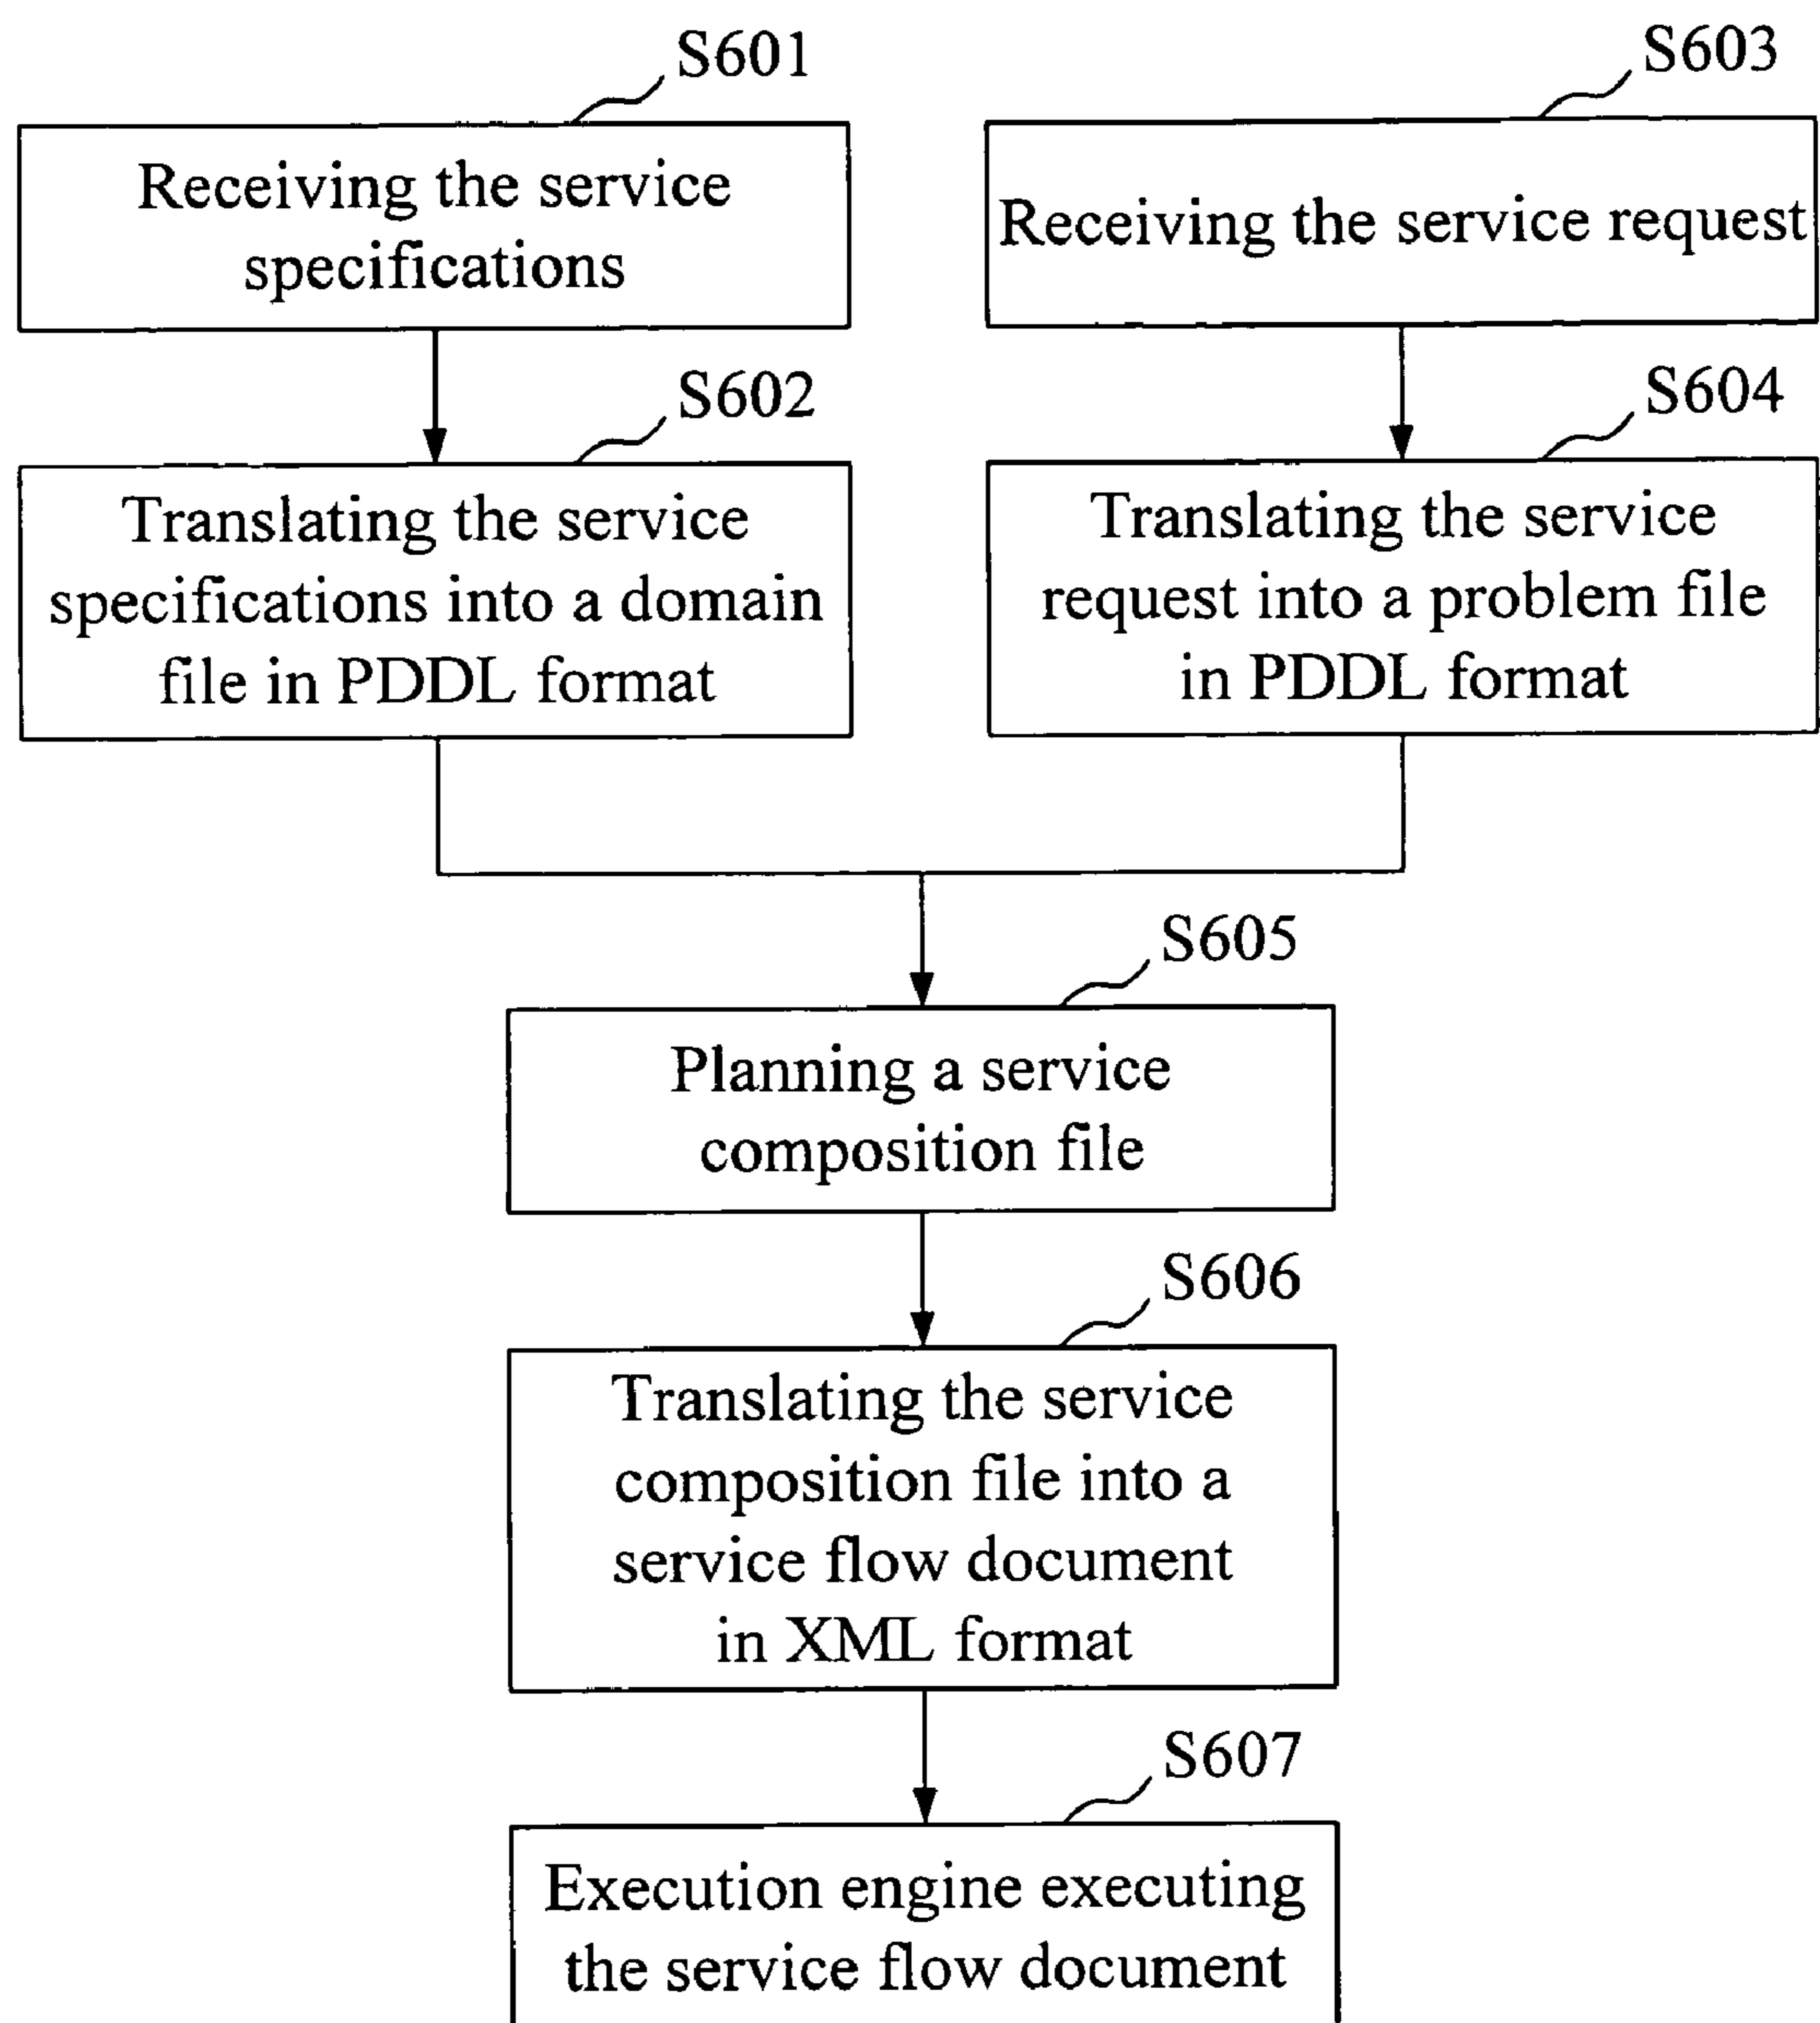 S601
Receiving the service
specifications
S602
Translating the service
specifications into a domain
file in PDDL format
S603
Receiving the service request
S604
Translating the service
request into a problem file
in PDDL format
S605
Planning a service
composition file
S606
Translating the service
composition file into a
service flow document
in XML format
S607
Execution engine executing
the service flow document